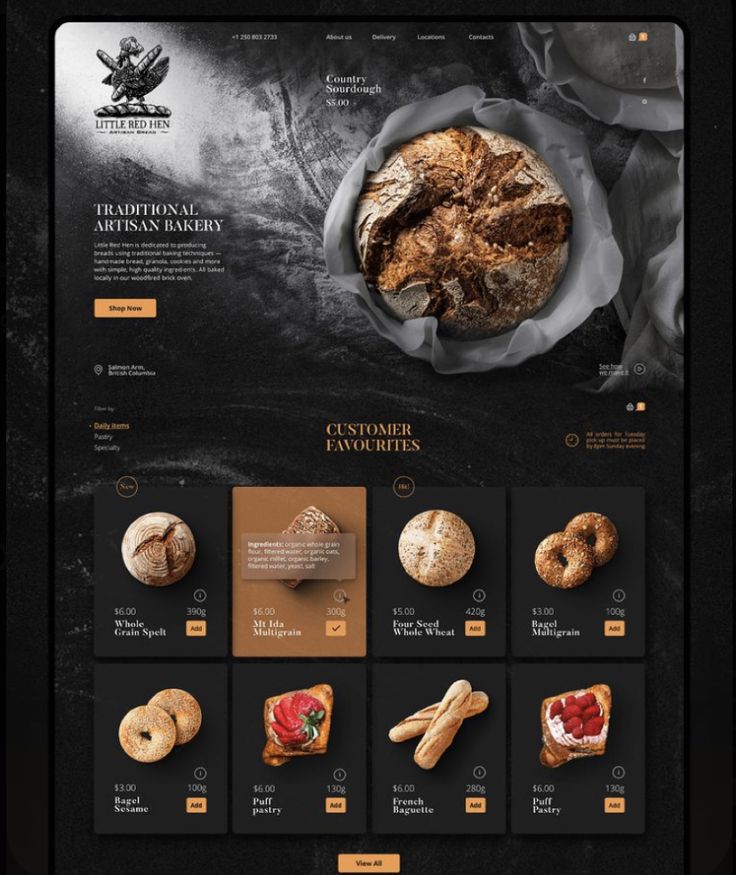 +1 250 803 2733
About us
Delivery
Locations
Contacts
LITTLE RED HEN
ARTISAN BREAD
Country
Sourdough
$5.00
TRADITIONAL
ARTISAN BAKERY
Little Red Hen is dedicated to producing
breads using traditional baking techniques —
handmade bread, granola, cookies and more
with simple, high quality ingredients. All baked
locally in our woodfired brick oven.
Shop Now
Salmon Arm,
British Columbia
See how
we make it
Filter by:
Daily items
Pastry
Specialty
CUSTOMER
FAVOURITES
All orders for Tuesday
pick up must be placed
by 8pm Sunday evening
New
$6.00
390g
Whole
Grain Spelt
Add
Ingredients: organic whole grain
flour, filtered water, organic oats,
organic millet, organic barley,
filtered water, yeast, salt
$6.00
300g
Mt Ida
Multigrain
Hit!
$5.00
420g
Four Seed
Whole Wheat
Add
$3.00
100g
Bagel
Multigrain
Add
$3.00
100g
Bagel
Sesame
Add
$6.00
130g
Puff
pastry
Add
$6.00
280g
French
Baguette
Add
$6.00
130g
Puff
Pastry
Add
View All